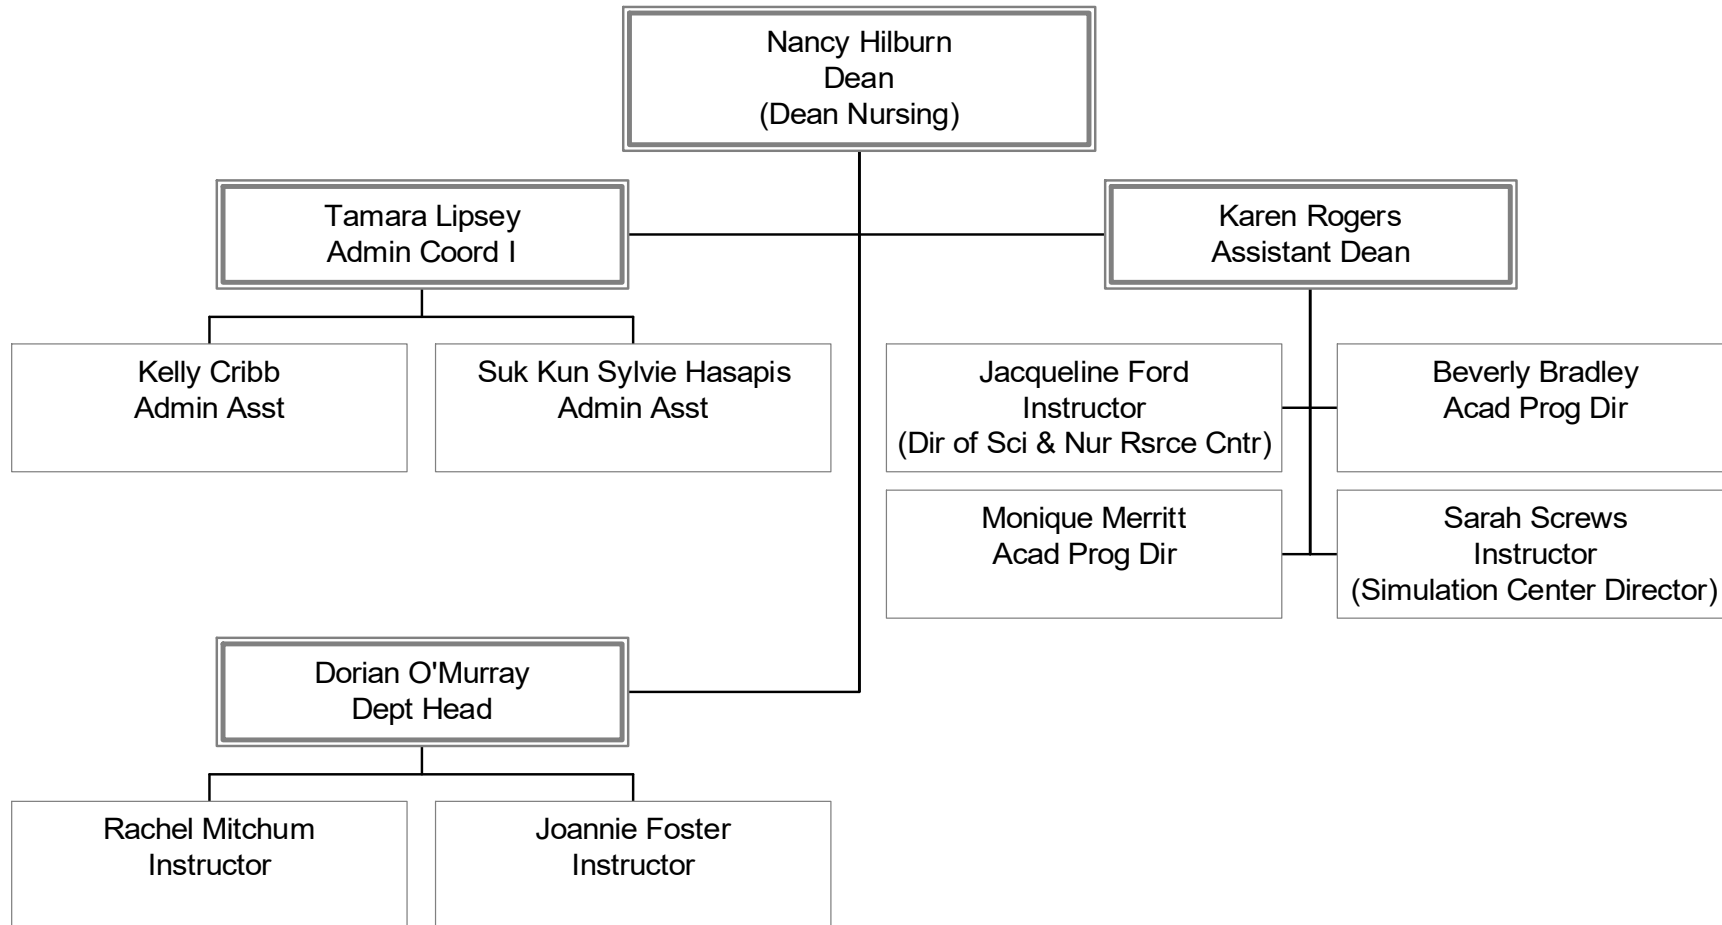 Nancy Hilburn
Dean
(Dean Nursing)
Tamara Lipsey
Admin Coord I
Karen Rogers
Assistant Dean
Kelly Cribb
Admin Asst
Suk Kun Sylvie Hasapis
Admin Asst
Jacqueline Ford
Instructor
(Dir of Sci & Nur Rsrce Cntr)
Beverly Bradley
Acad Prog Dir
Monique Merritt
Acad Prog Dir
Sarah Screws
Instructor
(Simulation Center Director)
Dorian O'Murray
Dept Head
Rachel Mitchum
Instructor
Joannie Foster
Instructor